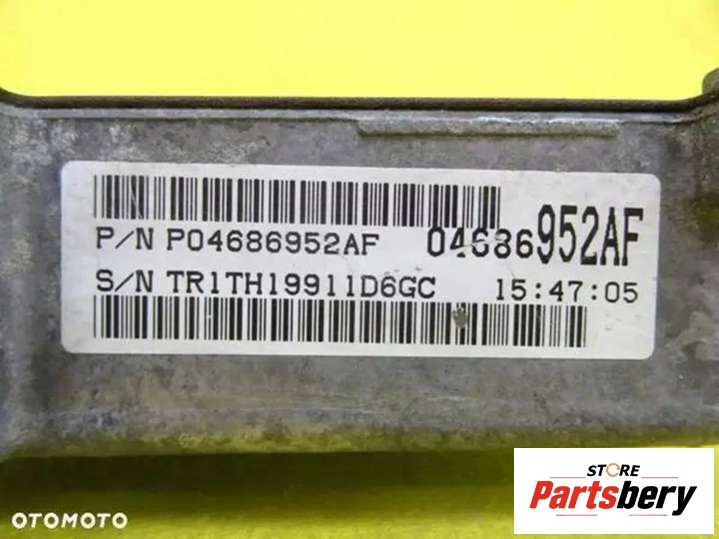 P/N P04686952AF 04686952AF
S/N TR1TH19911D6GC 15:47:05
STORE
Partsbery
OTOMOTO